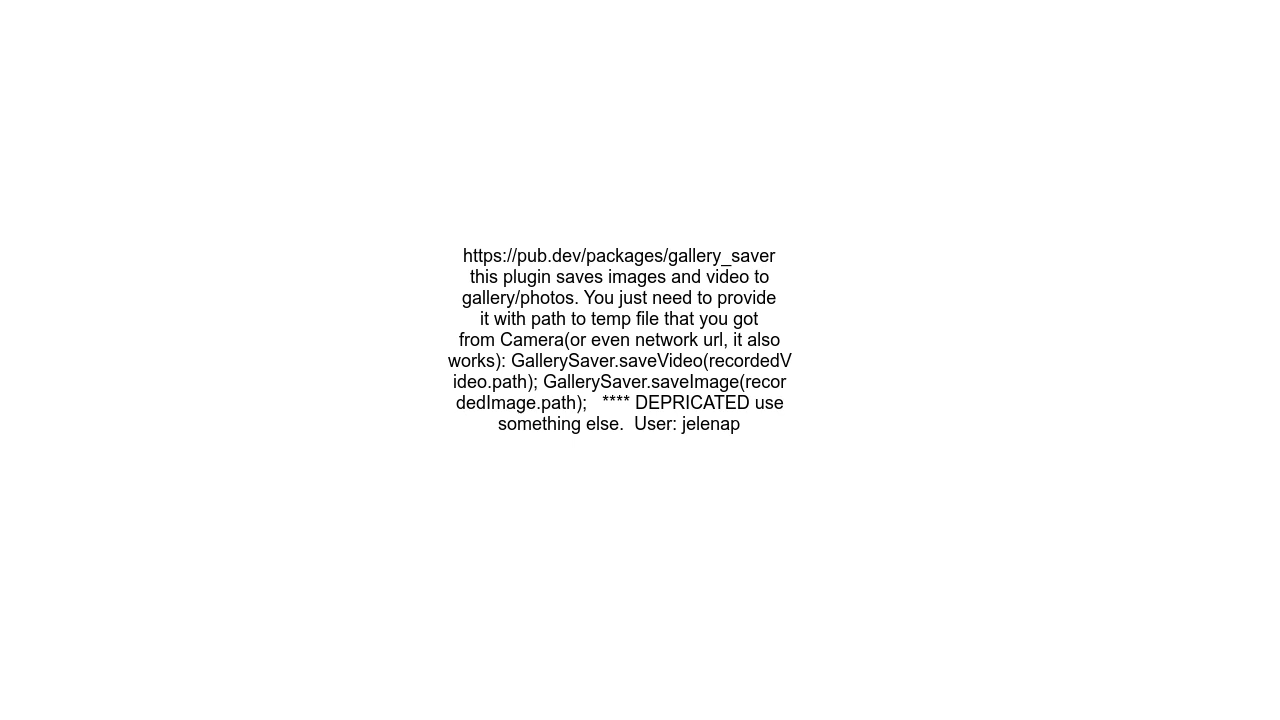 https://pub.dev/packages/gallery_saver
this plugin saves images and video to
gallery/photos. You just need to provide
it with path to temp file that you got
from Camera(or even network url, it also
works): GallerySaver.saveVideo(recordedV
ideo.path); GallerySaver.saveImage(recor
dedImage.path);   **** DEPRICATED use
something else.  User: jelenap